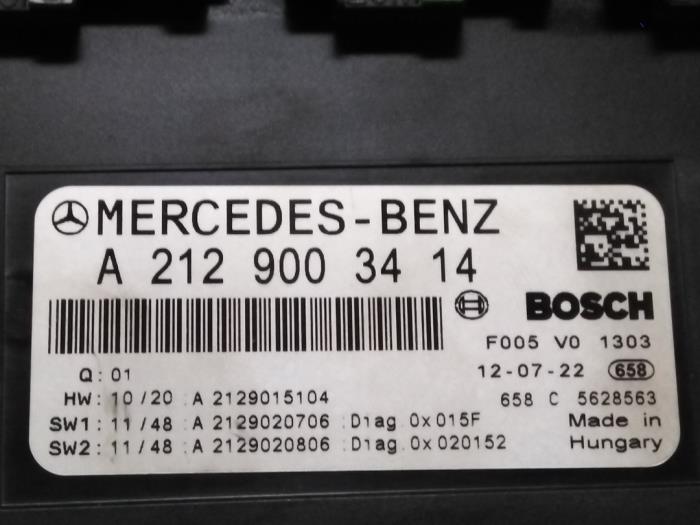 MERCEDES-BENZ
A 212 900 34 14
BOSCH
F005 V0 1303
Q: 01
12-07-22 658
HW: 10/20 :A 2129015104
658 C 5628563
SW1: 11/48 :A 2129020706 :Diag.0x015F
Made in
SW2: 11/48 :A 2129020806 :Diag.0x020152
Hungary